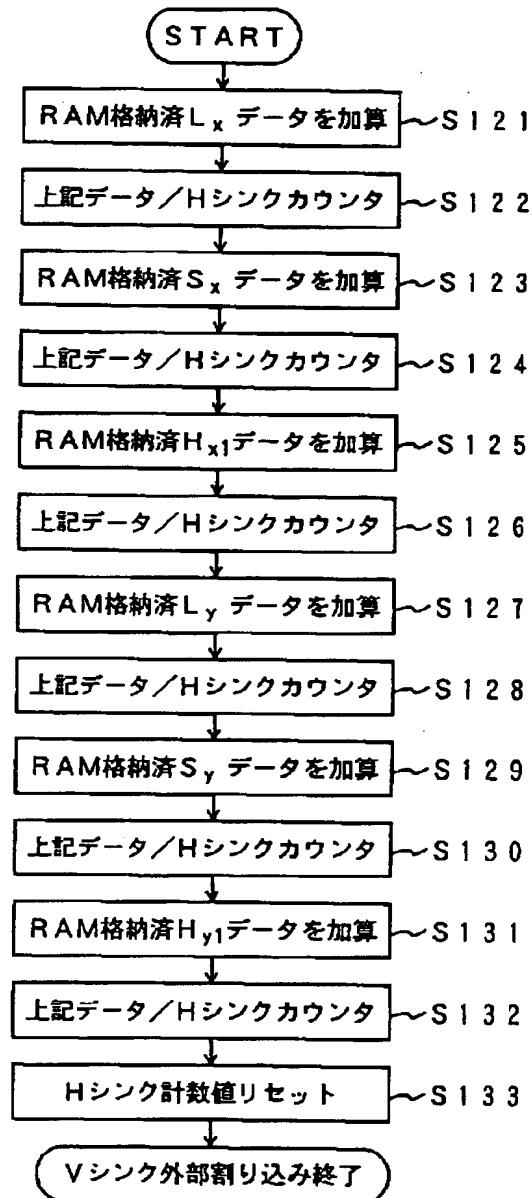 START
RAM格納済Lxデータを加算 ～S121
上記データ／Hシンクカウンタ ～S122
RAM格納済Sxデータを加算 ～S123
上記データ／Hシンクカウンタ ～S124
RAM格納済Hx1データを加算 ～S125
上記データ／Hシンクカウンタ ～S126
RAM格納済Lyデータを加算 ～S127
上記データ／Hシンクカウンタ ～S128
RAM格納済Syデータを加算 ～S129
上記データ／Hシンクカウンタ ～S130
RAM格納済Hy1データを加算 ～S131
上記データ／Hシンクカウンタ ～S132
Hシンク計数値リセット ～S133
Vシンク外部割り込み終了